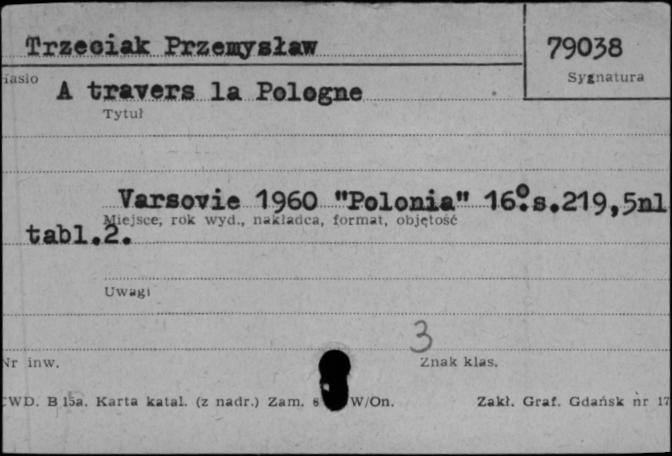 Trzeciak Przemysław
79038
Sygnatura
Hasło
A travers la Pologne
Tytuł
Varsovie 1960 "Polonia" 16°.s.219,5nl
Miejsce, rok wyd., nakładca, format, objętość
tabl.2.
Uwagi
3
Nr inw.
Znak klas.
CWD. B 15a. Karta katal. (z nadr.) Zam. W/On.
Zakł. Graf. Gdańsk nr 17